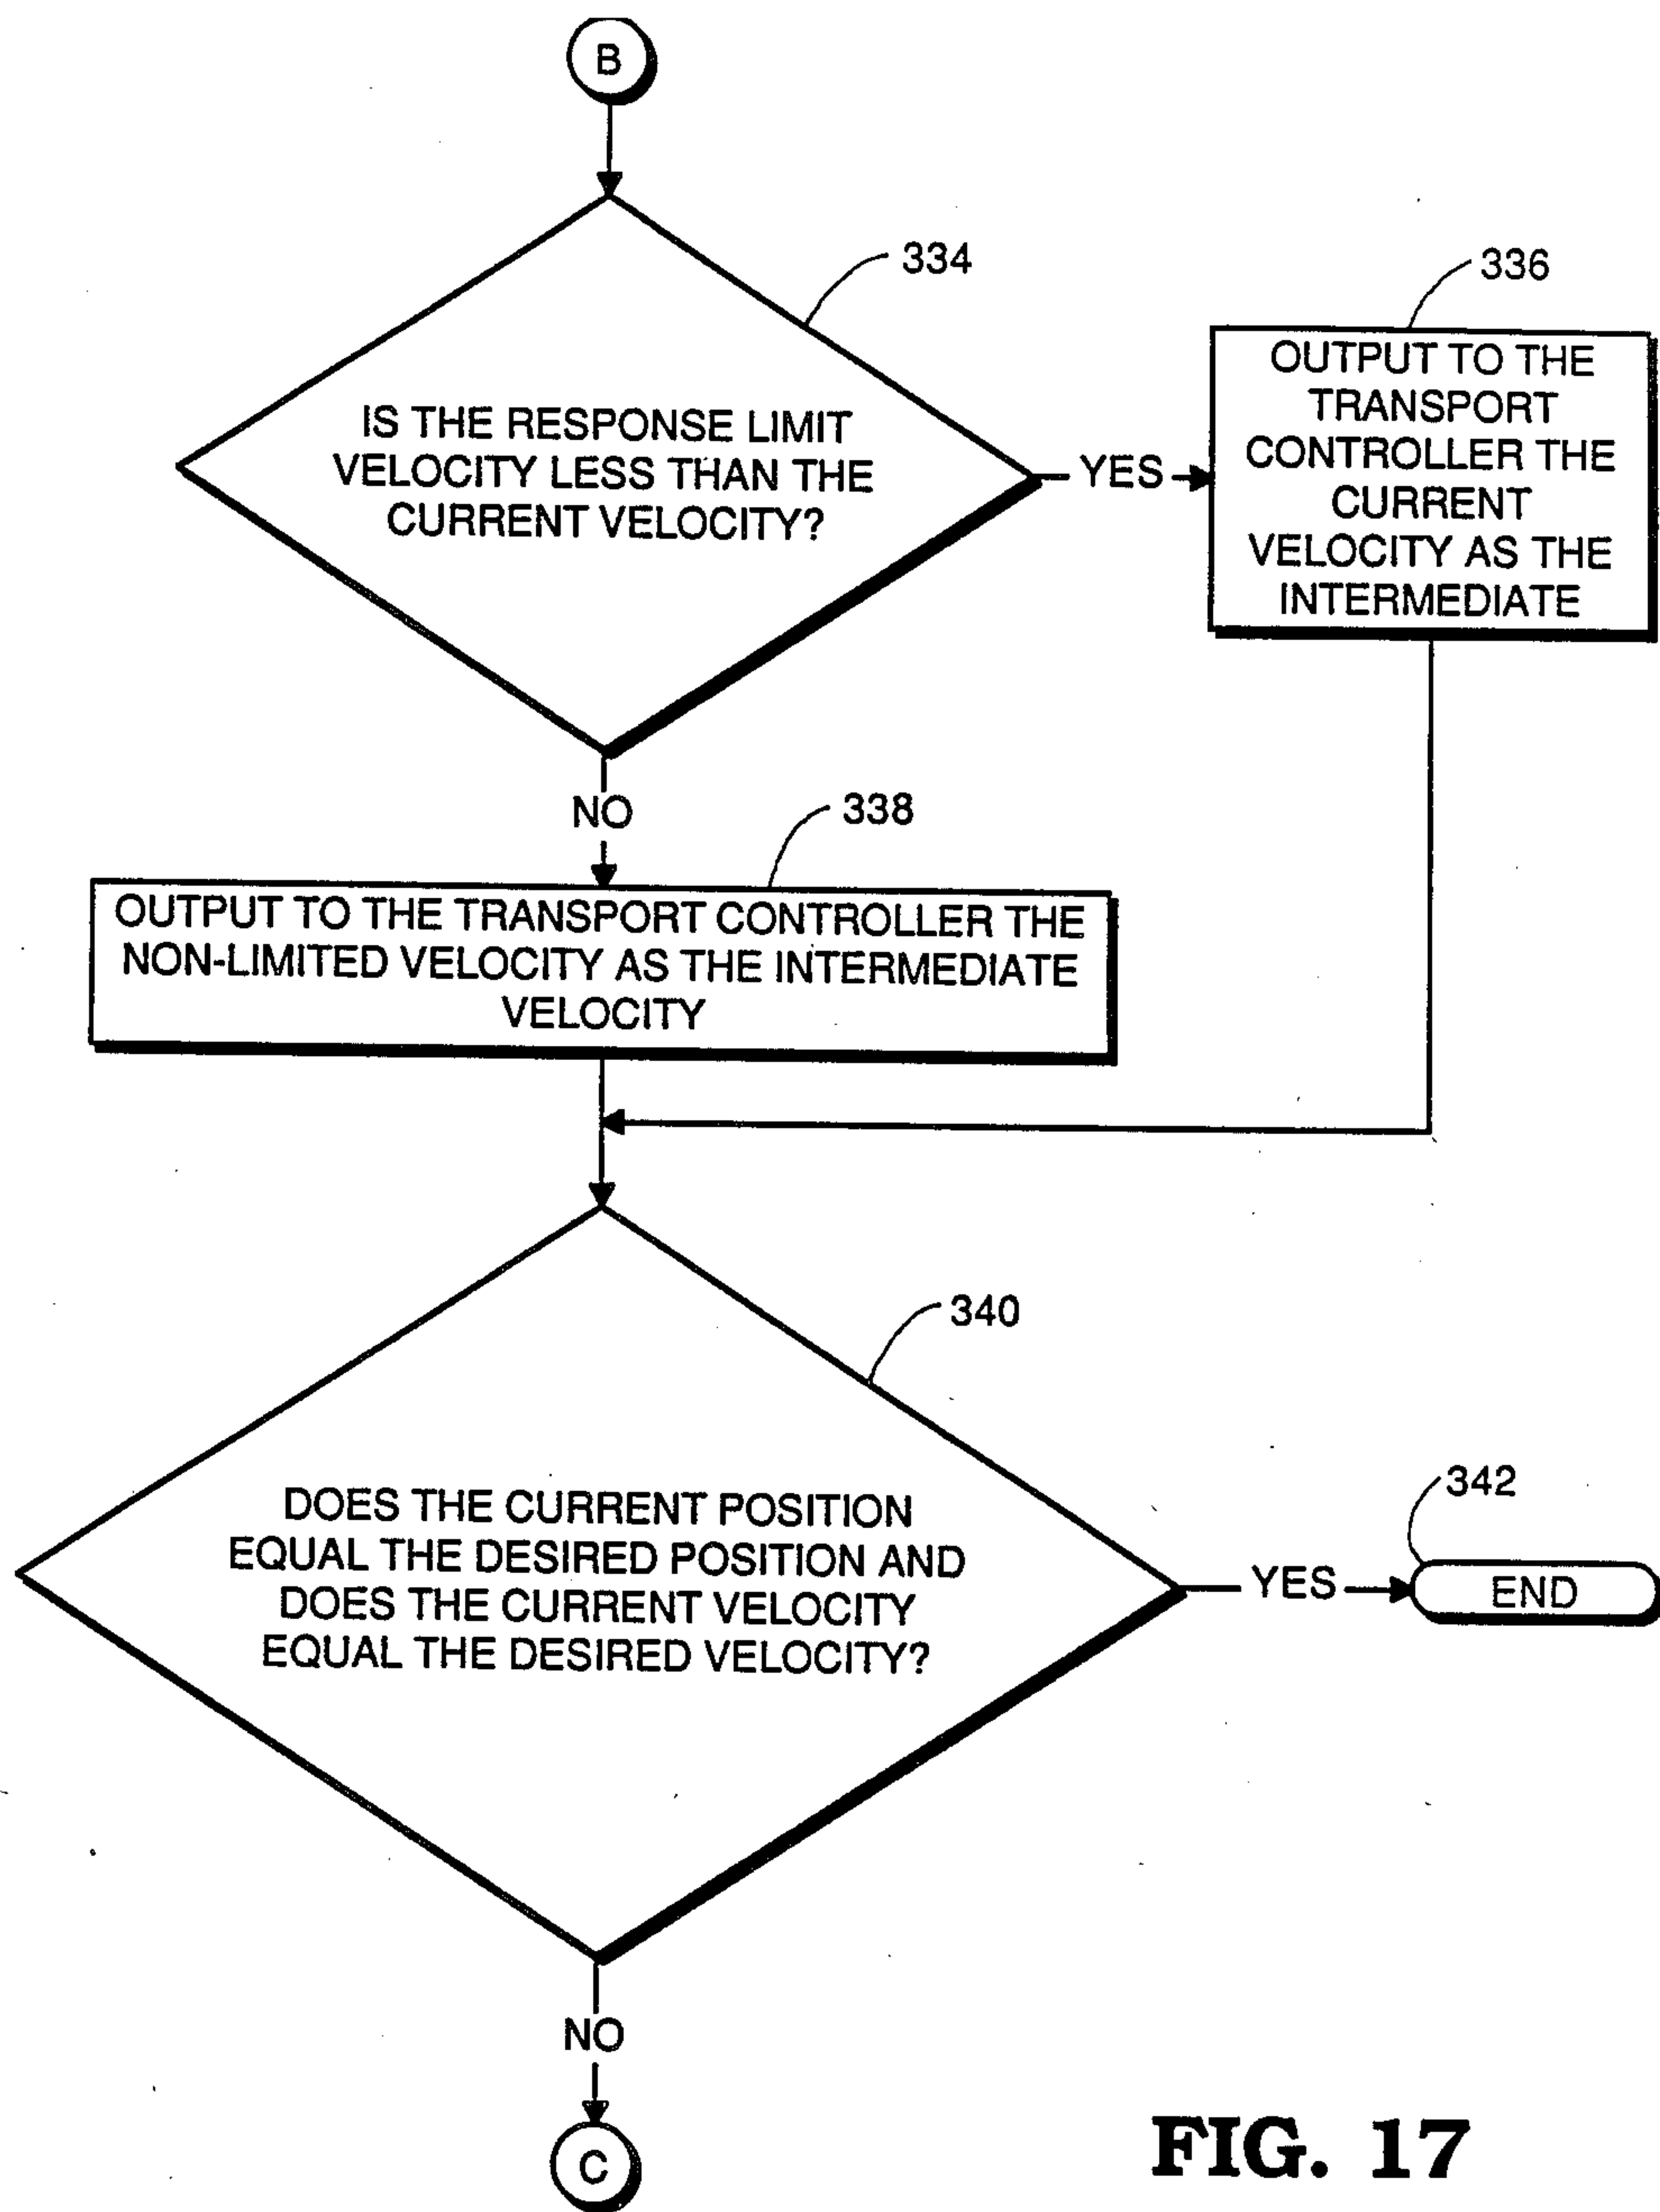 B
334
IS THE RESPONSE LIMIT
VELOCITY LESS THAN THE
CURRENT VELOCITY?
YES
336
OUTPUT TO THE
TRANSPORT
CONTROLLER THE
CURRENT
VELOCITY AS THE
INTERMEDIATE
NO
338
OUTPUT TO THE TRANSPORT CONTROLLER THE
NON-LIMITED VELOCITY AS THE INTERMEDIATE
VELOCITY
340
DOES THE CURRENT POSITION
EQUAL THE DESIRED POSITION AND
DOES THE CURRENT VELOCITY
EQUAL THE DESIRED VELOCITY?
YES
342
END
NO
C
FIG. 17